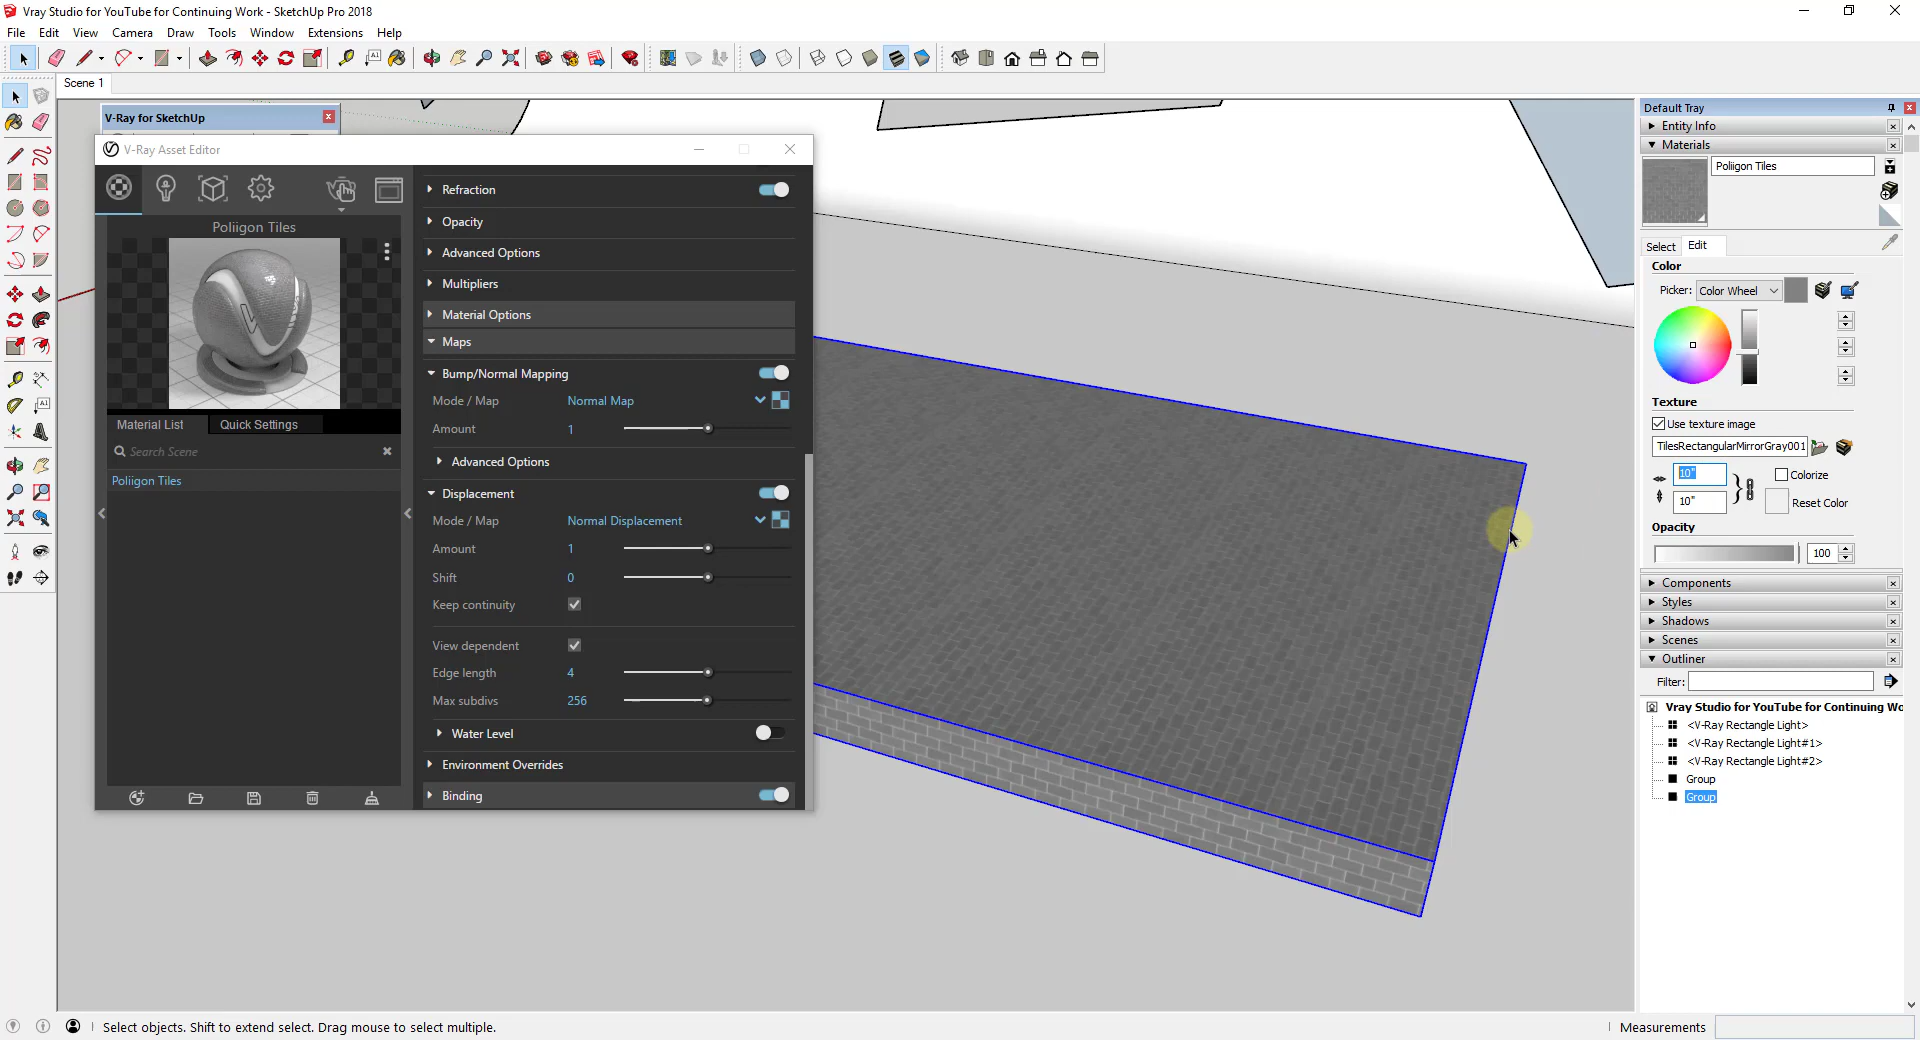 Vray Studio for YouTube for Continuing Work - SketchUp Pro 2018
File Edit View Camera Draw Tools Window Extensions Help
Scene 1
V-Ray for SketchUp
V-Ray Asset Editor
Poliigon Tiles
Material List Quick Settings
Search Scene
Poliigon Tiles
Refraction
Opacity
Advanced Options
Multipliers
Material Options
Maps
Bump/Normal Mapping
Mode / Map Normal Map
Amount 1
Advanced Options
Displacement
Mode / Map Normal Displacement
Amount 1
Shift 0
Keep continuity
View dependent
Edge length 4
Max subdivs 256
Water Level
Environment Overrides
Binding
Default Tray
Entity Info
Materials
Poliigon Tiles
Select Edit
Color
Picker: Color Wheel
Texture
Use texture image
TilesRectangularMirrorGray001
10"
Colorize
10"
Reset Color
Opacity
100
Components
Styles
Shadows
Scenes
Outliner
Filter:
Vray Studio for YouTube for Continuing Wo
<V-Ray Rectangle Light>
<V-Ray Rectangle Light#1>
<V-Ray Rectangle Light#2>
Group
Group
Select objects. Shift to extend select. Drag mouse to select multiple.
Measurements